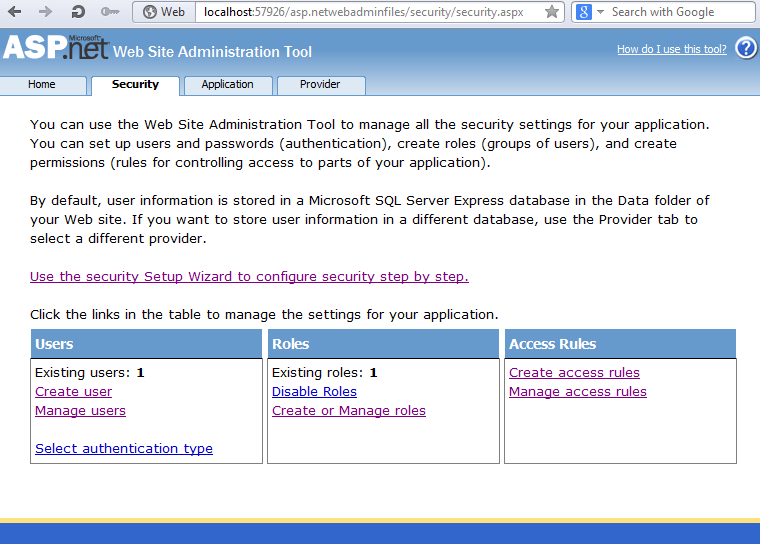 Web localhost:57926/asp.netwebadminfiles/security/security.aspx 8 Search with Google
Microsoft
ASP.net Web Site Administration Tool How do I use this tool? ?
Home Security Application Provider
You can use the Web Site Administration Tool to manage all the security settings for your application.
You can set up users and passwords (authentication), create roles (groups of users), and create
permissions (rules for controlling access to parts of your application).
By default, user information is stored in a Microsoft SQL Server Express database in the Data folder of
your Web site. If you want to store user information in a different database, use the Provider tab to
select a different provider.
Use the security Setup Wizard to configure security step by step.
Click the links in the table to manage the settings for your application.
Users
Existing users: 1
Create user
Manage users
Select authentication type
Roles
Existing roles: 1
Disable Roles
Create or Manage roles
Access Rules
Create access rules
Manage access rules